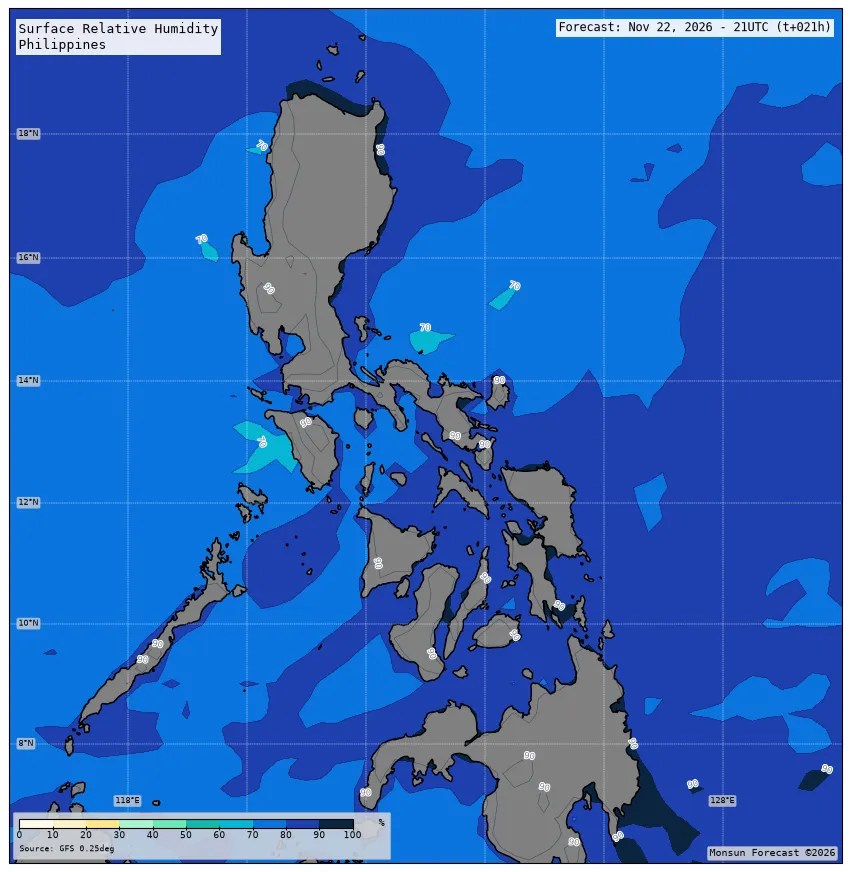 Surface Relative Humidity
Philippines
Forecast: Nov 22, 2026 - 21UTC (t+021h)
18°N
70
90
70
16°N
90
70
70
14°N
90
90
70
90
90
12°N
90
90
90
10°N
90
90
90
90
8°N
90
90
90
90
90
90
118°E
128°E
90
90
%
0 10 20 30 40 50 60 70 80 90 100
Source: GFS 0.25deg
Monsun Forecast ©2026